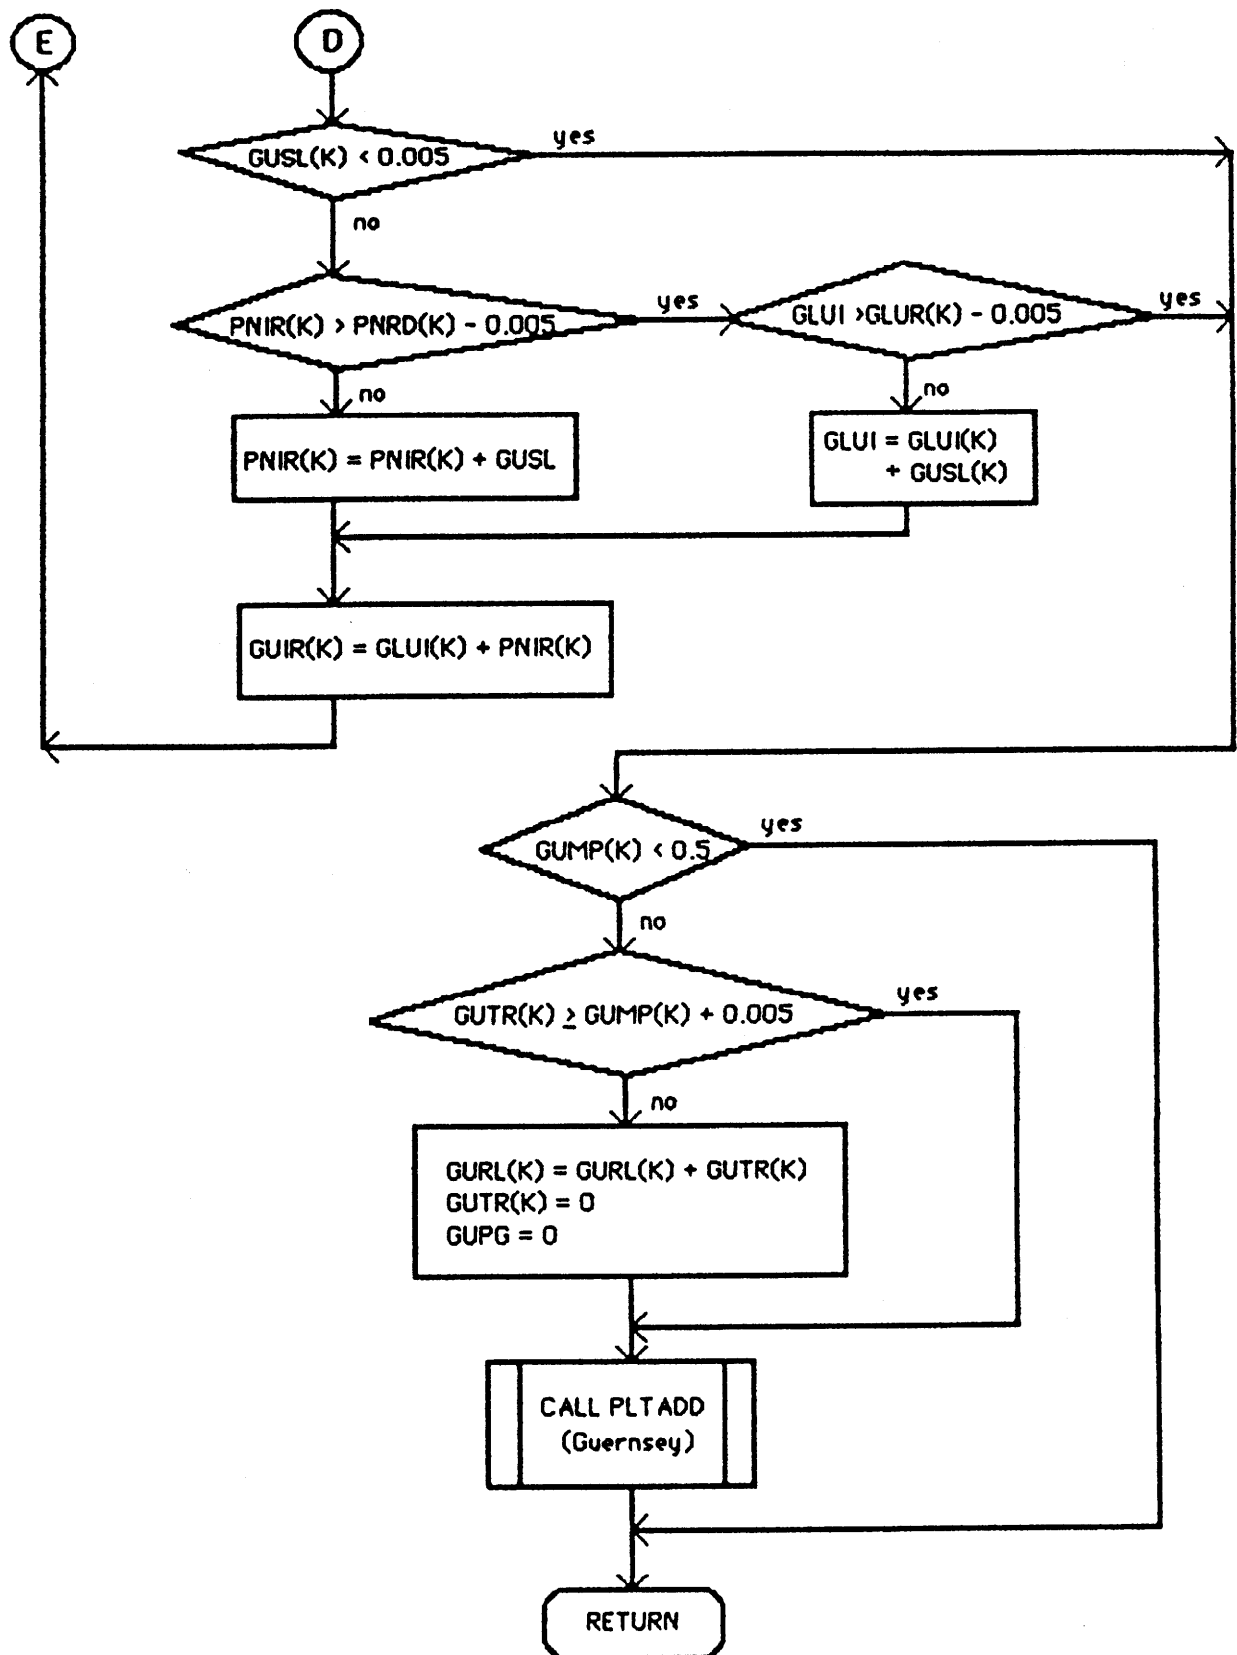 E
D
GUSL(K) < 0.005
yes
no
PNIR(K) > PNRD(K) - 0.005
yes
GLUI >GLUR(K) - 0.005
yes
no
no
PNIR(K) = PNIR(K) + GUSL
GLUI = GLUI(K)
+ GUSL(K)
GUIR(K) = GLUI(K) + PNIR(K)
GUMP(K) < 0.5
yes
no
GUTR(K) ≥ GUMP(K) + 0.005
yes
no
GURL(K) = GURL(K) + GUTR(K)
GUTR(K) = 0
GUPG = 0
CALL PLTADD
(Guernsey)
RETURN